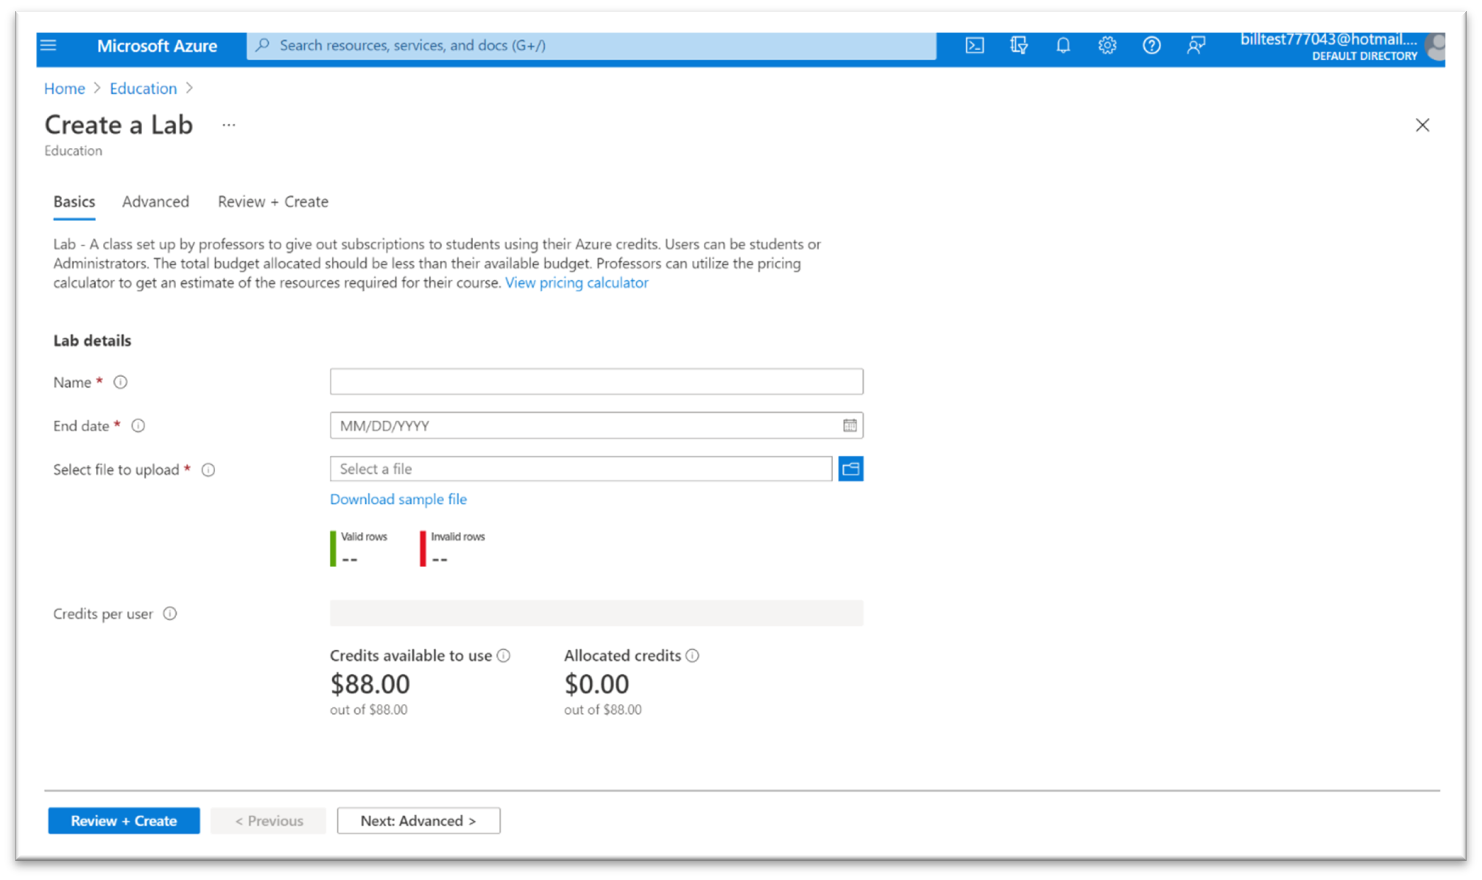 Microsoft Azure
Search resources, services, and docs (G+/)
billtest777043@hotmail....
DEFAULT DIRECTORY
Home > Education >
Create a Lab ...
Education
Basics Advanced Review + Create
Lab - A class set up by professors to give out subscriptions to students using their Azure credits. Users can be students or
Administrators. The total budget allocated should be less than their available budget. Professors can utilize the pricing
calculator to get an estimate of the resources required for their course. View pricing calculator
Lab details
Name *
End date * MM/DD/YYYY
Select file to upload * Select a file
Download sample file
Valid rows Invalid rows
-- --
Credits per user
Credits available to use Allocated credits
$88.00 $0.00
out of $88.00 out of $88.00
Review + Create < Previous Next: Advanced >